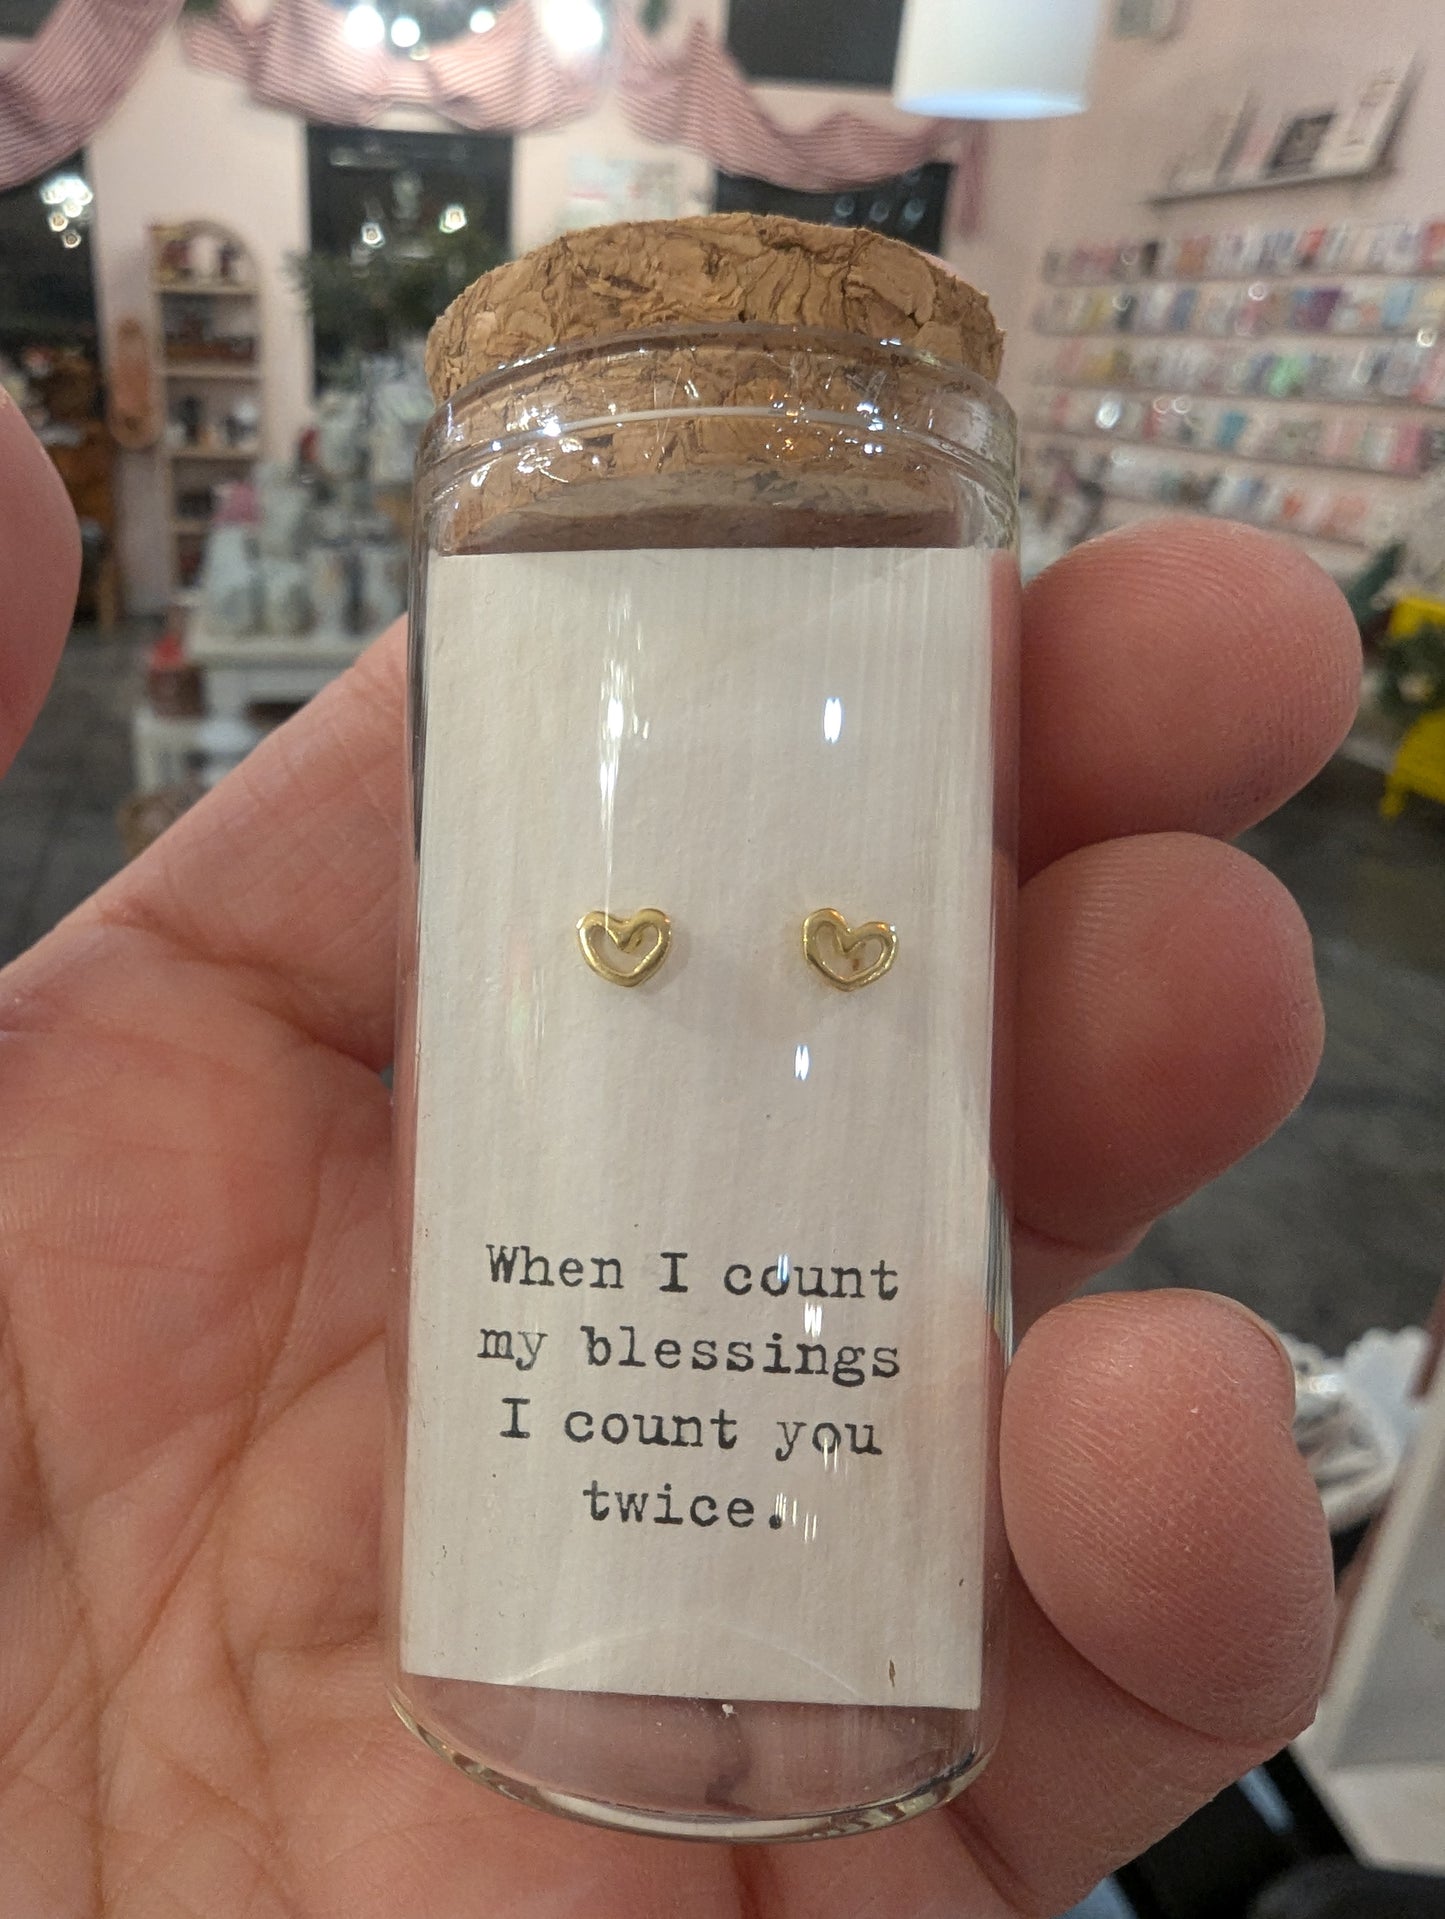 When I count
my blessings
I count you
twice.